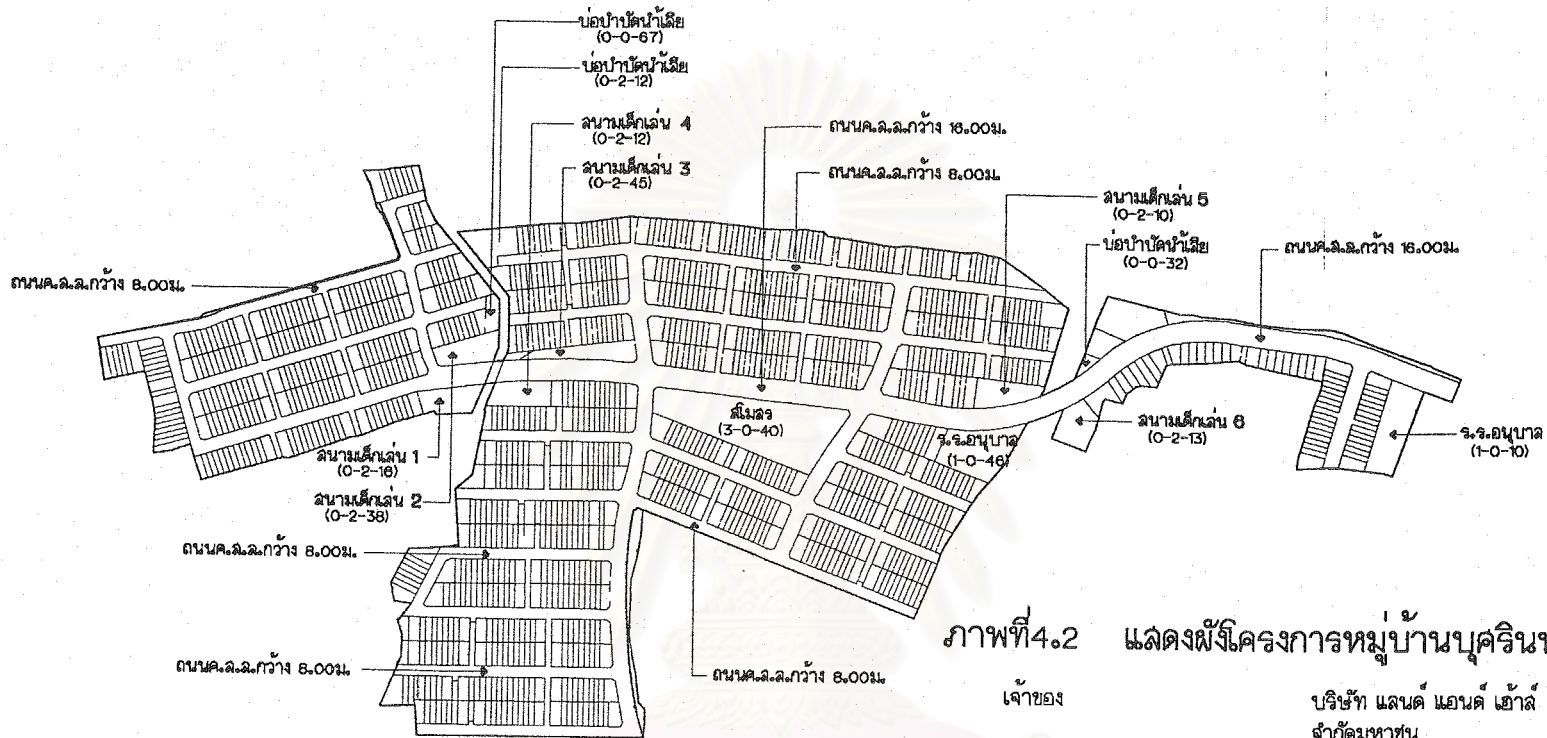 บ่อบำบัดน้ำเสีย
(0-0-67)
บ่อบำบัดน้ำเสีย
(0-2-12)
สนามเด็กเล่น 4
(0-2-12)
สนามเด็กเล่น 3
(0-2-45)
ถนนค.ส.ล.กว้าง 16.00ม.
ถนนค.ส.ล.กว้าง 8.00ม.
สนามเด็กเล่น 5
(0-2-10)
บ่อบำบัดน้ำเสีย
(0-0-32)
ถนนค.ส.ล.กว้าง 16.00ม.
ถนนค.ส.ล.กว้าง 8.00ม.
สโมสร
(3-0-40)
ร.ร.อนุบาล
(1-0-46)
สนามเด็กเล่น 6
(0-2-13)
ร.ร.อนุบาล
(1-0-10)
สนามเด็กเล่น 1
(0-2-16)
สนามเด็กเล่น 2
(0-2-38)
ถนนค.ส.ล.กว้าง 8.00ม.
ถนนค.ส.ล.กว้าง 8.00ม.
ถนนค.ส.ล.กว้าง 8.00ม.
ภาพที่4.2 แสดงผังโครงการหมู่บ้านบุศริน
เจ้าของ บริษัท แลนด์ แอนด์ เฮ้าส์
จำกัดมหาชน